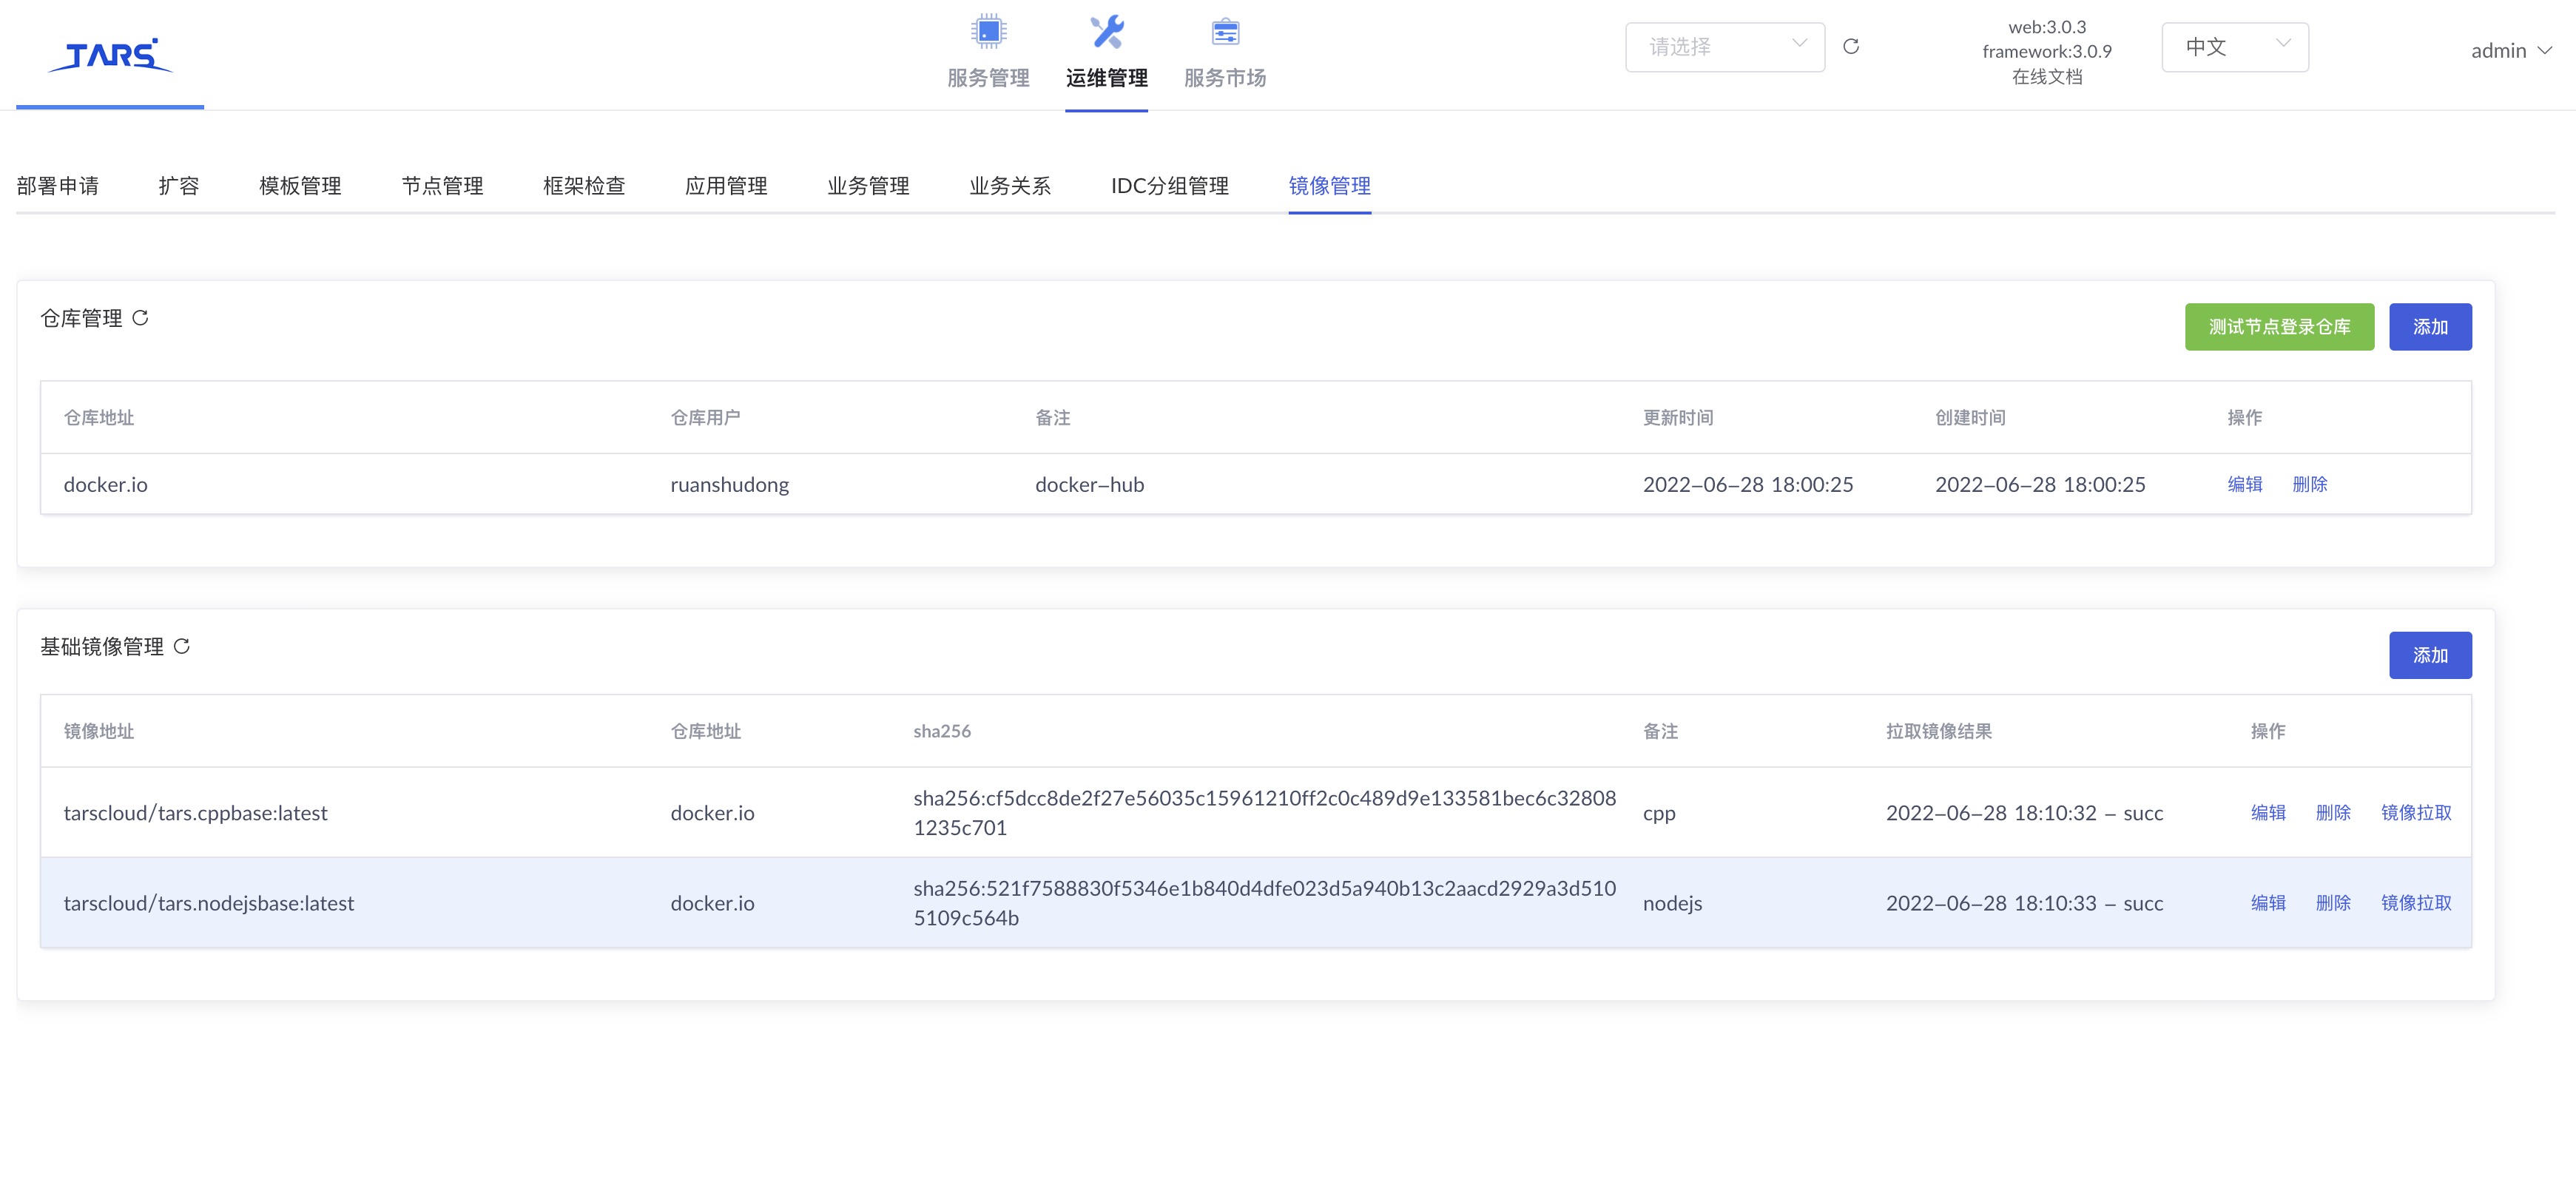 TARS
服务管理
运维管理
服务市场
请选择
web:3.0.3
framework:3.0.9
在线文档
中文
admin
部署申请 扩容 模板管理 节点管理 框架检查 应用管理 业务管理 业务关系 IDC分组管理 镜像管理
仓库管理
测试节点登录仓库 添加
仓库地址 仓库用户 备注 更新时间 创建时间 操作
docker.io ruanshudong docker-hub 2022-06-28 18:00:25 2022-06-28 18:00:25 编辑 删除
基础镜像管理
添加
镜像地址 仓库地址 sha256 备注 拉取镜像结果 操作
tarscloud/tars.cppbase:latest docker.io sha256:cf5dcc8de2f27e56035c15961210ff2c0c489d9e133581bec6c32808 cpp 2022-06-28 18:10:32 - succ 编辑 删除 镜像拉取
1235c701
tarscloud/tars.nodejsbase:latest docker.io sha256:521f7588830f5346e1b840d4dfe023d5a940b13c2aacd2929a3d510 nodejs 2022-06-28 18:10:33 - succ 编辑 删除 镜像拉取
5109c564b